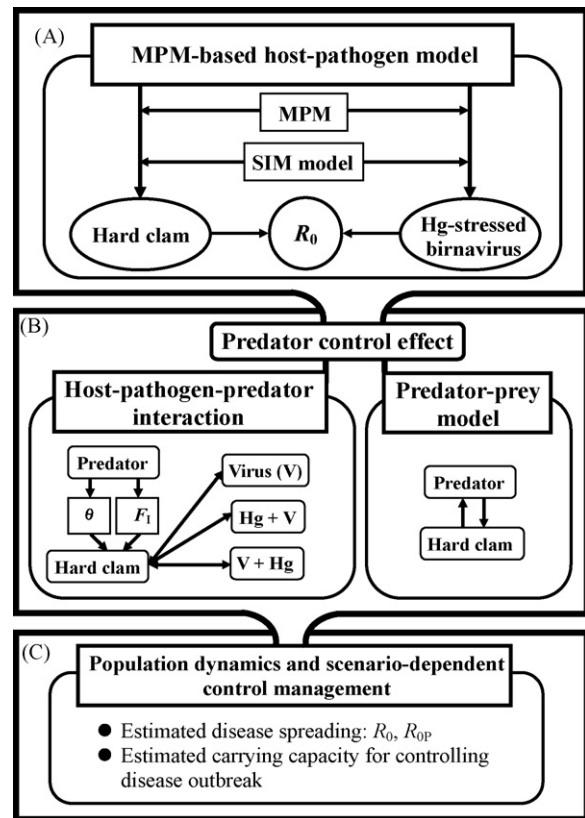 (A)
MPM-based host-pathogen model
MPM
SIM model
Hard clam
R0
Hg-stressed
birnavirus
(B)
Predator control effect
Host-pathogen-predator
interaction
Predator
θ
FI
Hard clam
Virus (V)
Hg + V
V + Hg
Predator-prey
model
Predator
Hard clam
(C)
Population dynamics and scenario-dependent
control management
● Estimated disease spreading: R0, R0P
● Estimated carrying capacity for controlling
disease outbreak